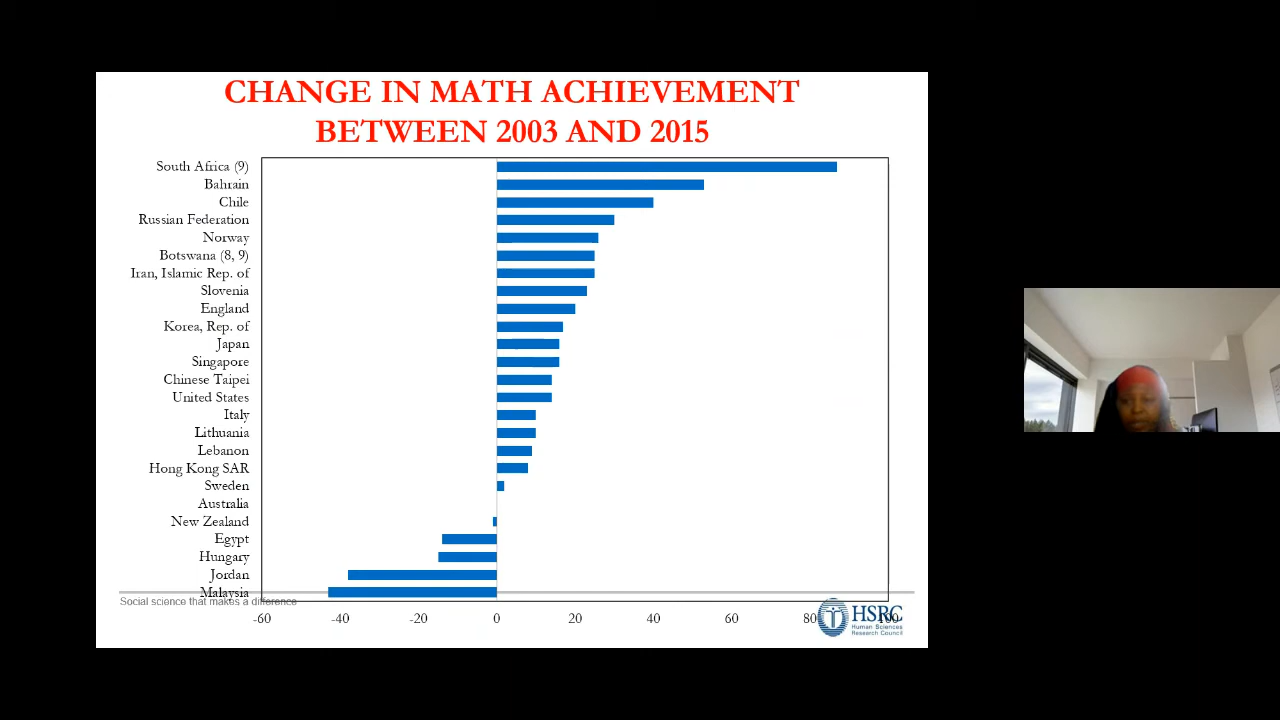 CHANGE IN MATH ACHIEVEMENT
BETWEEN 2003 AND 2015
South Africa (9)
Bahrain
Chile
Russian Federation
Norway
Botswana (8, 9)
Iran, Islamic Rep. of
Slovenia
England
Korea, Rep. of
Japan
Singapore
Chinese Taipei
United States
Italy
Lithuania
Lebanon
Hong Kong SAR
Sweden
Australia
New Zealand
Egypt
Hungary
Jordan
Malaysia
Social science that makes a difference
-60 -40 -20 0 20 40 60 80 100
HSRC
Human Sciences
Research Council